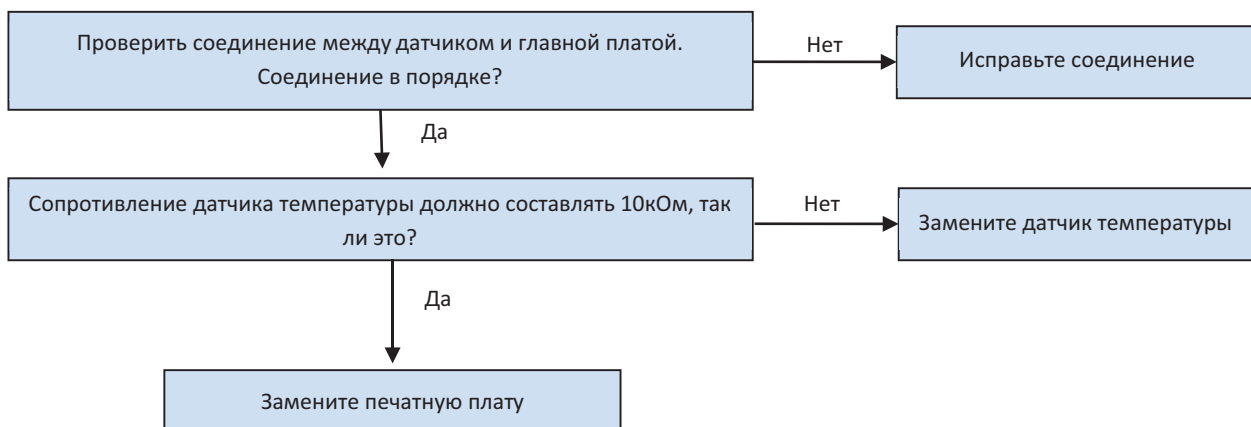 Проверить соединение между датчиком и главной платой.
Соединение в порядке?
Нет
Исправьте соединение
Да
Сопротивление датчика температуры должно составлять 10кОм, так
ли это?
Нет
Замените датчик температуры
Да
Замените печатную плату